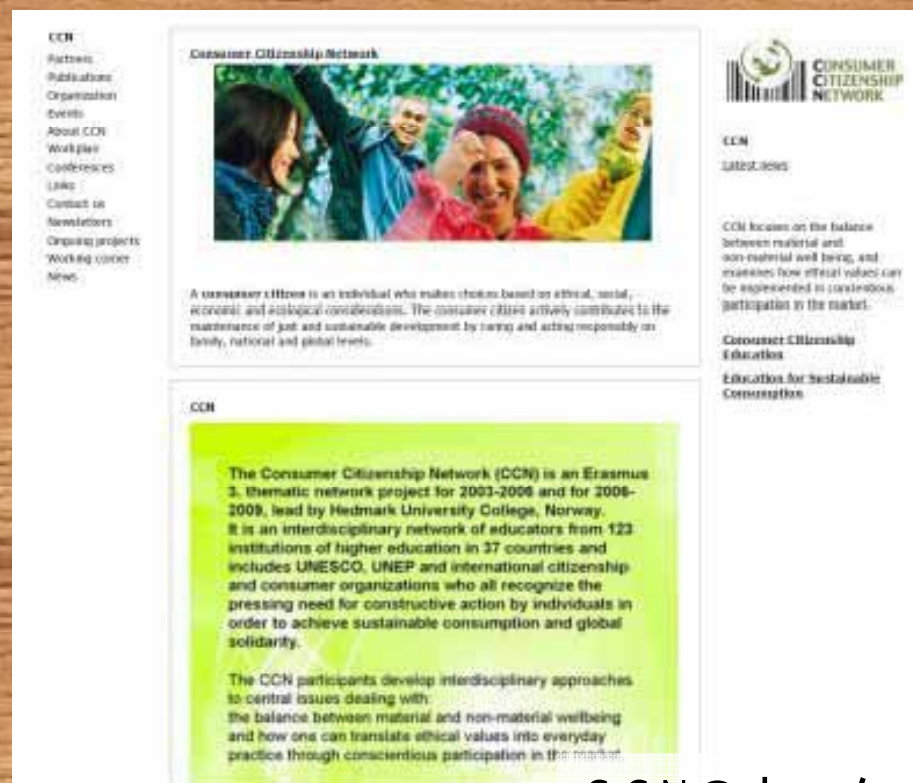 CCN
Partners
Publications
Organization
Events
About CCN
Workplan
Conferences
Links
Contact us
Newsletters
Ongoing projects
Working corner
News
Consumer Citizenship Network
A consumer citizen is an individual who makes choices based on ethical, social,
economic and ecological considerations. The consumer citizen actively contributes to the
maintenance of just and sustainable development by caring and acting responsibly on
family, national and global levels.
CCN
The Consumer Citizenship Network (CCN) is an Erasmus
3, thematic network project for 2003-2006 and for 2006-
2009, lead by Hedmark University College, Norway.
It is an interdisciplinary network of educators from 123
institutions of higher education in 37 countries and
includes UNESCO, UNEP and international citizenship
and consumer organizations who all recognize the
pressing need for constructive action by individuals in
order to achieve sustainable consumption and global
solidarity.
The CCN participants develop interdisciplinary approaches
to central issues dealing with:
the balance between material and non-material wellbeing
and how one can translate ethical values into everyday
practice through conscientious participation in the market.
CONSUMER
CITIZENSHIP
NETWORK
CCN
Latest news
CCN focuses on the balance
between material and
non-material well being, and
examines how ethical values can
be implemented in conscientious
participation in the market.
Consumer Citizenship
Education
Education for Sustainable
Consumption